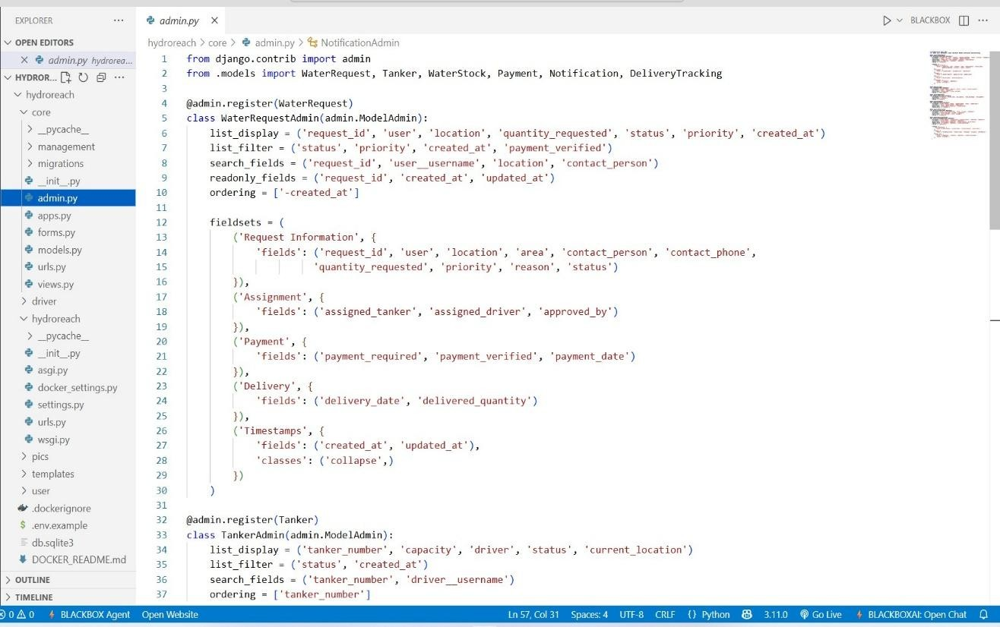 EXPLORER
OPEN EDITORS
admin.py hydrorea...
HYDROR...
hydroreach
core
__pycache__
management
migrations
__init__.py
admin.py
apps.py
forms.py
models.py
urls.py
views.py
driver
hydroreach
__pycache__
__init__.py
asgi.py
docker_settings.py
settings.py
urls.py
wsgi.py
pics
templates
user
.dockerignore
.env.example
db.sqlite3
DOCKER_README.md
OUTLINE
TIMELINE
admin.py
BLACKBOX
hydroreach > core > admin.py > NotificationAdmin
1 from django.contrib import admin
2 from .models import WaterRequest, Tanker, WaterStock, Payment, Notification, DeliveryTracking
3
4 @admin.register(WaterRequest)
5 class WaterRequestAdmin(admin.ModelAdmin):
6     list_display = ('request_id', 'user', 'location', 'quantity_requested', 'status', 'priority', 'created_at')
7     list_filter = ('status', 'priority', 'created_at', 'payment_verified')
8     search_fields = ('request_id', 'user__username', 'location', 'contact_person')
9     readonly_fields = ('request_id', 'created_at', 'updated_at')
10     ordering = ['-created_at']
11
12     fieldsets = (
13         ('Request Information', {
14             'fields': ('request_id', 'user', 'location', 'area', 'contact_person', 'contact_phone',
15                       'quantity_requested', 'priority', 'reason', 'status')
16         }),
17         ('Assignment', {
18             'fields': ('assigned_tanker', 'assigned_driver', 'approved_by')
19         }),
20         ('Payment', {
21             'fields': ('payment_required', 'payment_verified', 'payment_date')
22         }),
23         ('Delivery', {
24             'fields': ('delivery_date', 'delivered_quantity')
25         }),
26         ('Timestamps', {
27             'fields': ('created_at', 'updated_at'),
28             'classes': ('collapse',)
29         })
30     )
31
32 @admin.register(Tanker)
33 class TankerAdmin(admin.ModelAdmin):
34     list_display = ('tanker_number', 'capacity', 'driver', 'status', 'current_location')
35     list_filter = ('status', 'created_at')
36     search_fields = ('tanker_number', 'driver__username')
37     ordering = ['tanker_number']
0 0 BLACKBOX Agent Open Website Ln 57, Col 31 Spaces: 4 UTF-8 CRLF {} Python 3.11.0 Go Live BLACKBOXAI: Open Chat